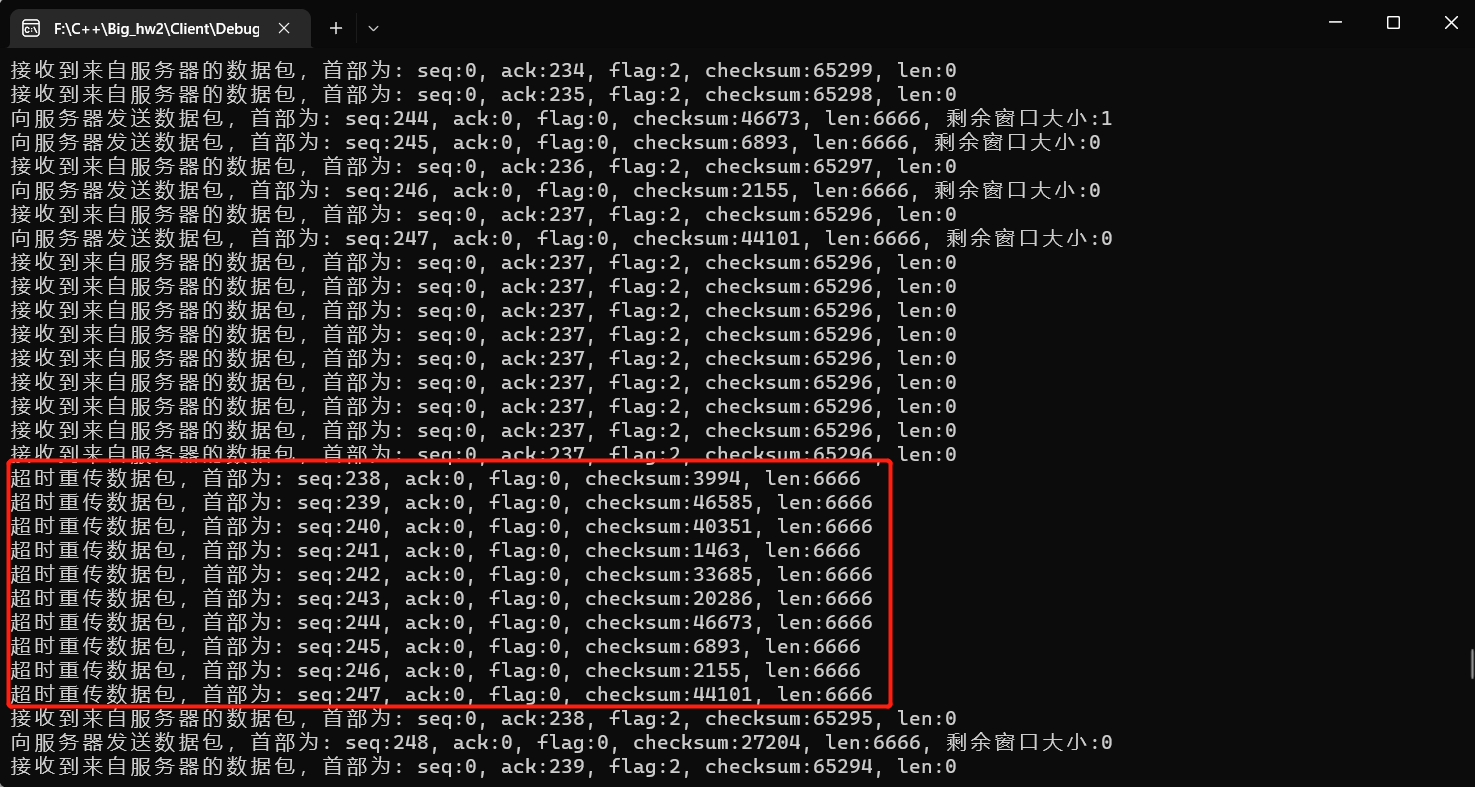 F:\C++\Big_hw2\Client\Debug
接收到来自服务器的数据包，首部为: seq:0, ack:234, flag:2, checksum:65299, len:0
接收到来自服务器的数据包，首部为: seq:0, ack:235, flag:2, checksum:65298, len:0
向服务器发送数据包，首部为: seq:244, ack:0, flag:0, checksum:46673, len:6666, 剩余窗口大小:1
向服务器发送数据包，首部为: seq:245, ack:0, flag:0, checksum:6893, len:6666, 剩余窗口大小:0
接收到来自服务器的数据包，首部为: seq:0, ack:236, flag:2, checksum:65297, len:0
向服务器发送数据包，首部为: seq:246, ack:0, flag:0, checksum:2155, len:6666, 剩余窗口大小:0
接收到来自服务器的数据包，首部为: seq:0, ack:237, flag:2, checksum:65296, len:0
向服务器发送数据包，首部为: seq:247, ack:0, flag:0, checksum:44101, len:6666, 剩余窗口大小:0
接收到来自服务器的数据包，首部为: seq:0, ack:237, flag:2, checksum:65296, len:0
接收到来自服务器的数据包，首部为: seq:0, ack:237, flag:2, checksum:65296, len:0
接收到来自服务器的数据包，首部为: seq:0, ack:237, flag:2, checksum:65296, len:0
接收到来自服务器的数据包，首部为: seq:0, ack:237, flag:2, checksum:65296, len:0
接收到来自服务器的数据包，首部为: seq:0, ack:237, flag:2, checksum:65296, len:0
接收到来自服务器的数据包，首部为: seq:0, ack:237, flag:2, checksum:65296, len:0
接收到来自服务器的数据包，首部为: seq:0, ack:237, flag:2, checksum:65296, len:0
接收到来自服务器的数据包，首部为: seq:0, ack:237, flag:2, checksum:65296, len:0
接收到来自服务器的数据包，首部为: seq:0, ack:237, flag:2, checksum:65296, len:0
超时重传数据包，首部为: seq:238, ack:0, flag:0, checksum:3994, len:6666
超时重传数据包，首部为: seq:239, ack:0, flag:0, checksum:46585, len:6666
超时重传数据包，首部为: seq:240, ack:0, flag:0, checksum:40351, len:6666
超时重传数据包，首部为: seq:241, ack:0, flag:0, checksum:1463, len:6666
超时重传数据包，首部为: seq:242, ack:0, flag:0, checksum:33685, len:6666
超时重传数据包，首部为: seq:243, ack:0, flag:0, checksum:20286, len:6666
超时重传数据包，首部为: seq:244, ack:0, flag:0, checksum:46673, len:6666
超时重传数据包，首部为: seq:245, ack:0, flag:0, checksum:6893, len:6666
超时重传数据包，首部为: seq:246, ack:0, flag:0, checksum:2155, len:6666
超时重传数据包，首部为: seq:247, ack:0, flag:0, checksum:44101, len:6666
接收到来自服务器的数据包，首部为: seq:0, ack:238, flag:2, checksum:65295, len:0
向服务器发送数据包，首部为: seq:248, ack:0, flag:0, checksum:27204, len:6666, 剩余窗口大小:0
接收到来自服务器的数据包，首部为: seq:0, ack:239, flag:2, checksum:65294, len:0